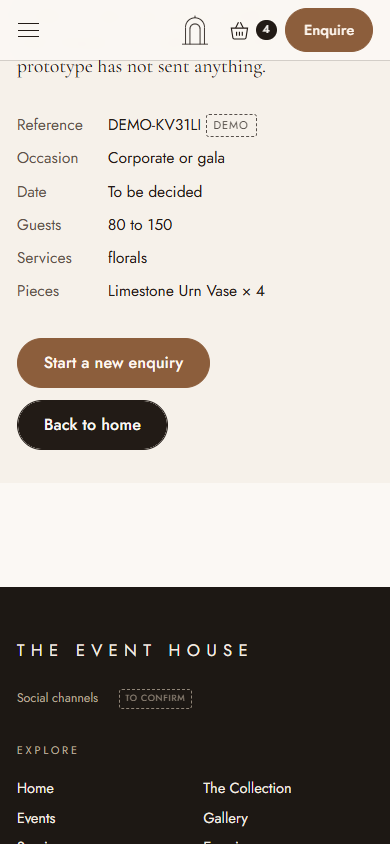 4
Enquire
prototype has not sent anything.
Reference DEMO-KV31LI DEMO
Occasion Corporate or gala
Date To be decided
Guests 80 to 150
Services florals
Pieces Limestone Urn Vase × 4
Start a new enquiry
Back to home
THE EVENT HOUSE
Social channels TO CONFIRM
EXPLORE
Home The Collection
Events Gallery